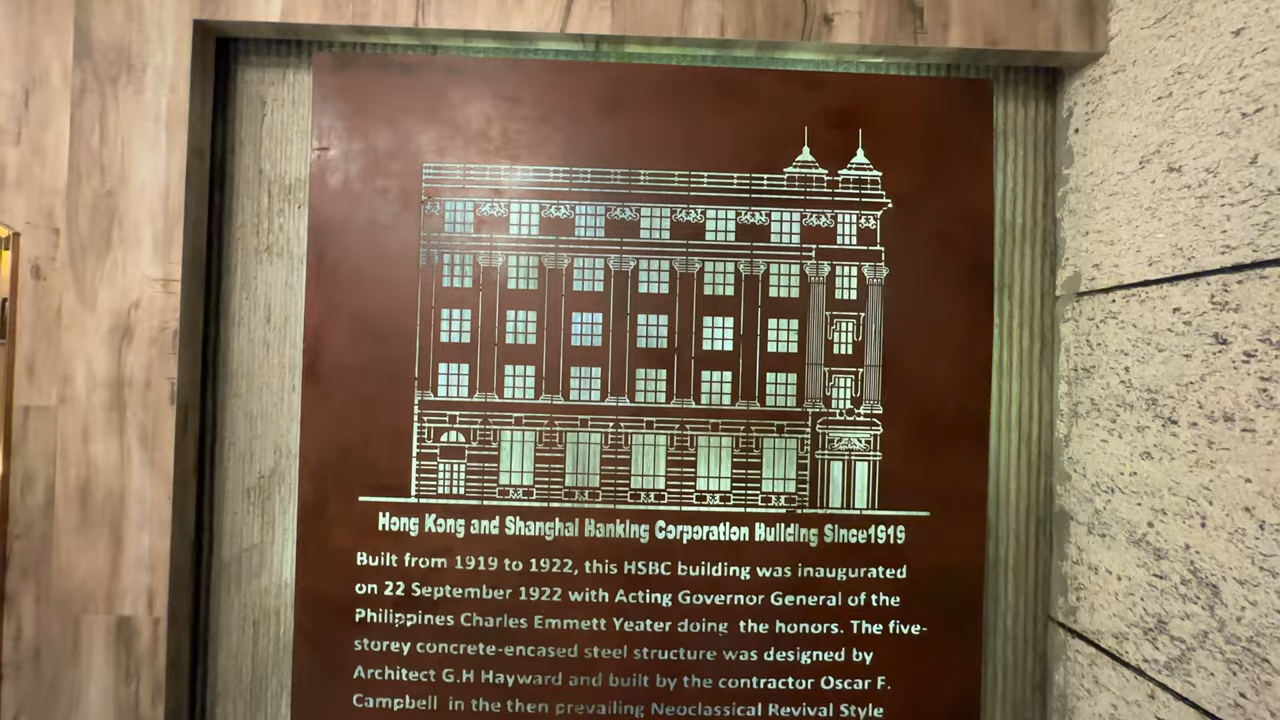 Hong Kong and Shanghai Banking Corporation Building Since1919
Built from 1919 to 1922, this HSBC building was inaugurated
on 22 September 1922 with Acting Governor General of the
Philippines Charles Emmett Yeater doing the honors. The five-
storey concrete-encased steel structure was designed by
Architect G.H Hayward and built by the contractor Oscar F.
Campbell in the then prevailing Neoclassical Revival Style